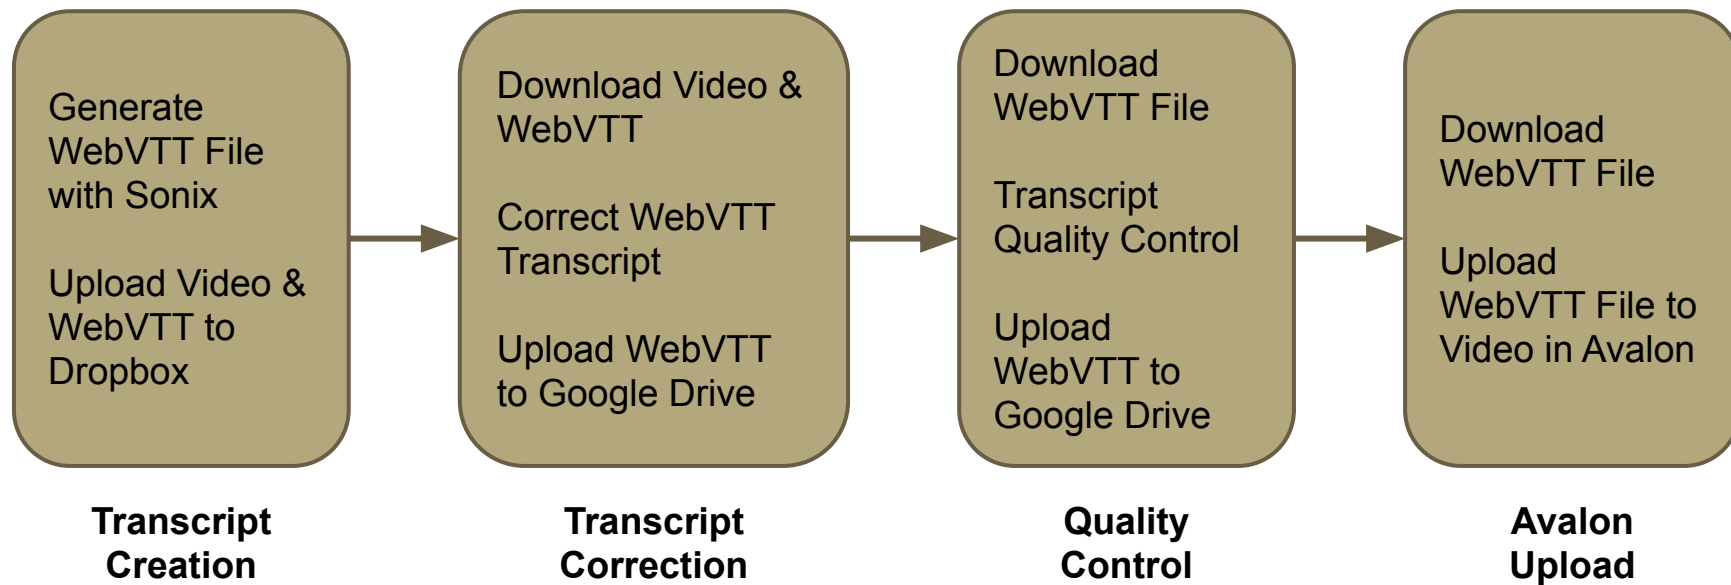 Generate
WebVTT File
with Sonix
Upload Video &
WebVTT to
Dropbox
Transcript
Creation
Download Video &
WebVTT
Correct WebVTT
Transcript
Upload WebVTT
to Google Drive
Transcript
Correction
Download
WebVTT File
Transcript
Quality Control
Upload
WebVTT to
Google Drive
Quality
Control
Download
WebVTT File
Upload
WebVTT File to
Video in Avalon
Avalon
Upload